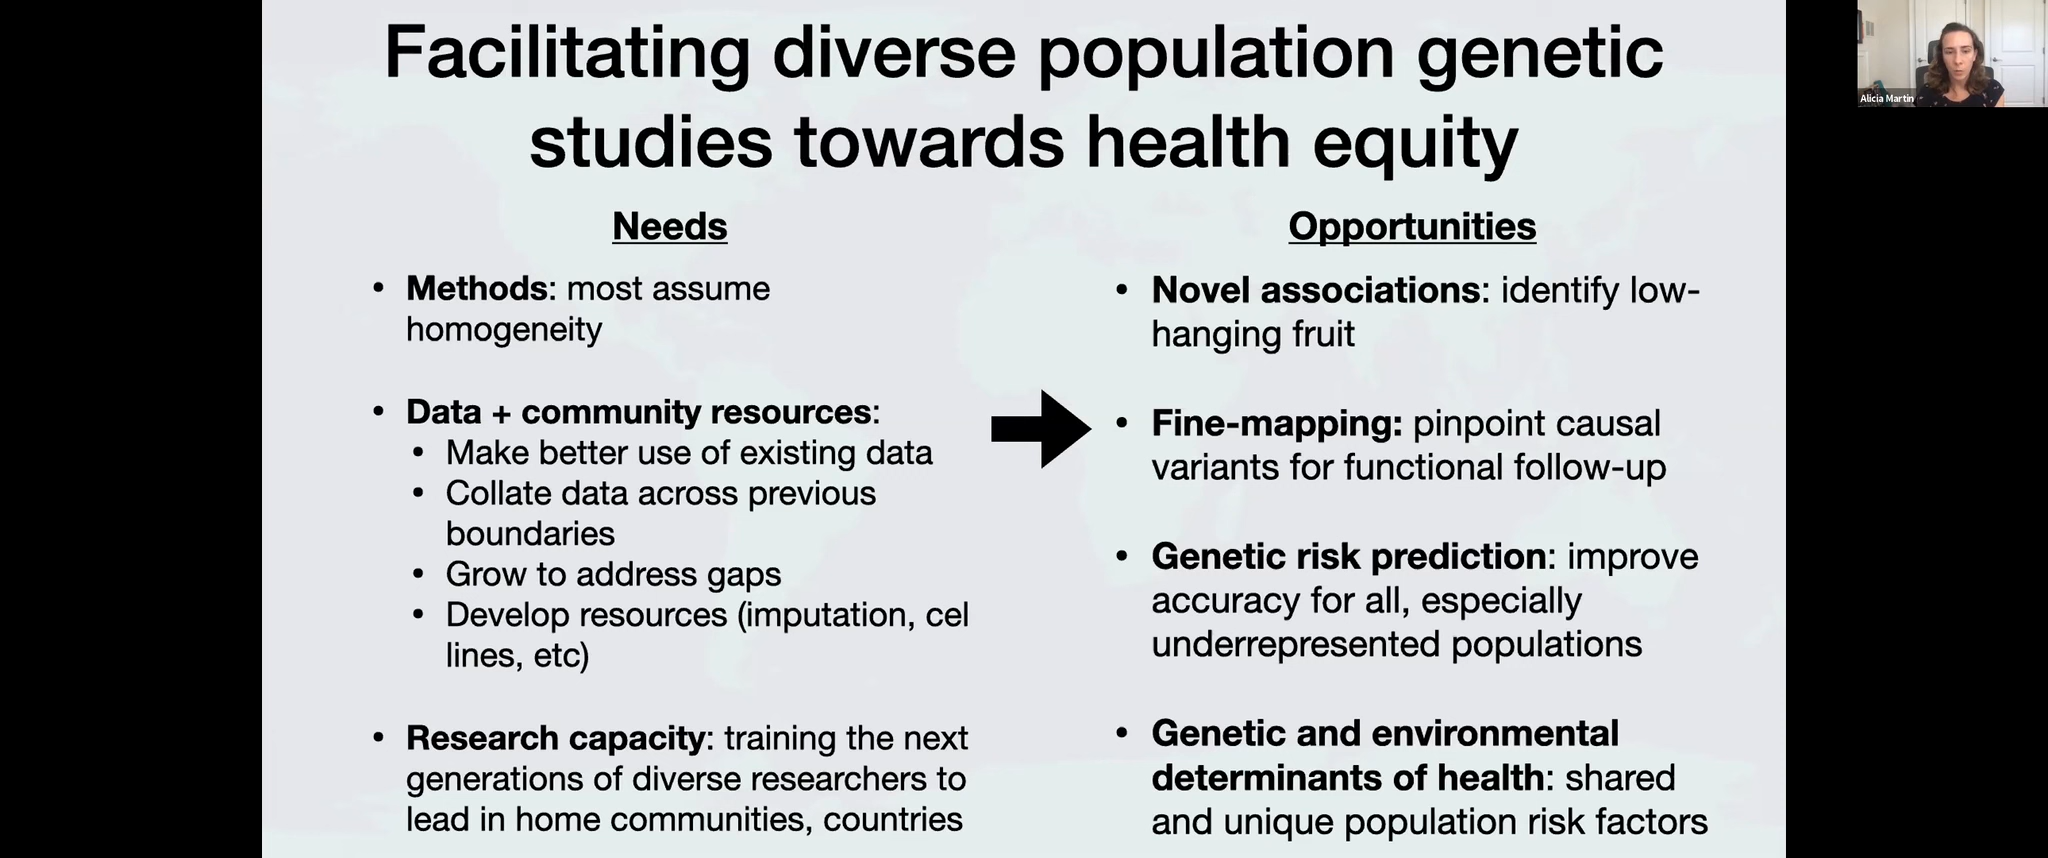 Facilitating diverse population genetic
studies towards health equity
Needs
• Methods: most assume
homogeneity
• Data + community resources:
• Make better use of existing data
• Collate data across previous
boundaries
• Grow to address gaps
• Develop resources (imputation, cel
lines, etc)
• Research capacity: training the next
generations of diverse researchers to
lead in home communities, countries
Opportunities
• Novel associations: identify low-
hanging fruit
• Fine-mapping: pinpoint causal
variants for functional follow-up
• Genetic risk prediction: improve
accuracy for all, especially
underrepresented populations
• Genetic and environmental
determinants of health: shared
and unique population risk factors
Alicia Martin